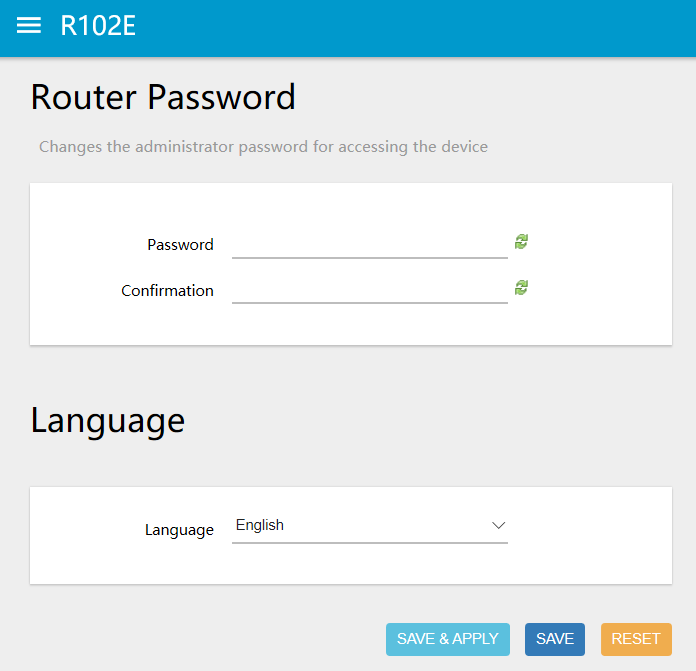 R102E
Router Password
Changes the administrator password for accessing the device
Password
Confirmation
Language
Language English
SAVE & APPLY SAVE RESET